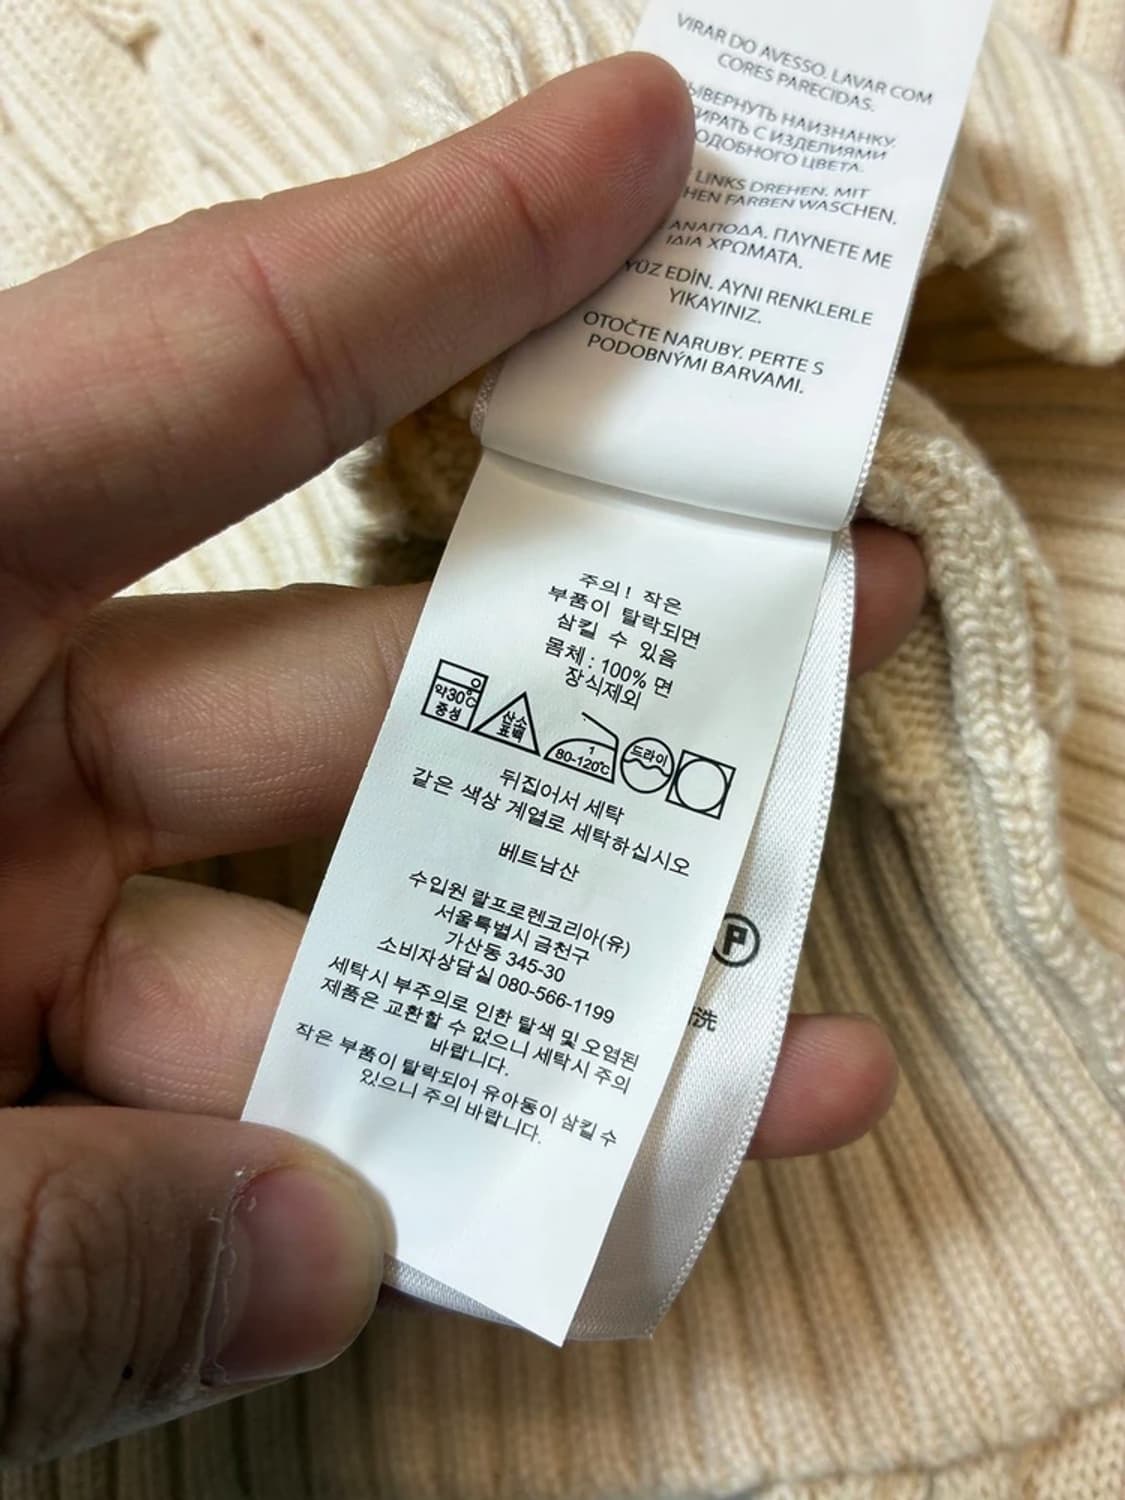 VIRAR DO AVESSO. LAVAR COM
CORES PARECIDAS.
НАИЗНАНКУ.
С ИЗДЕЛИЯМИ
ЦВЕТА.
LINKS DREHEN. MIT
FARBEN WASCHEN.
ΑΝΑΠΟΔΑ. ΠΛΥΝΕΤΕ ΜΕ
ΙΔΙΑ ΧΡΩΜΑΤΑ.
EDİN. AYNI RENKLERLE
YIKAYINIZ.
OTOČTE NARUBY. PERTE S
PODOBNÝMI BARVAMI.
주의! 작은
부품이 탈락되면
삼킬 수 있음
몸체 : 100% 면
장식제외
약30℃
중성
산소
표백
1
80-120℃
드라이
뒤집어서 세탁
같은 색상 계열로 세탁하십시오
베트남산
수입원 랄프로렌코리아(유)
서울특별시 금천구
가산동 345-30
소비자상담실 080-566-1199
세탁시 부주의로 인한 탈색 및 오염된
제품은 교환할 수 없으니 세탁시 주의
바랍니다.
작은 부품이 탈락되어 유아동이 삼킬 수
있으니 주의 바랍니다.
P
洗